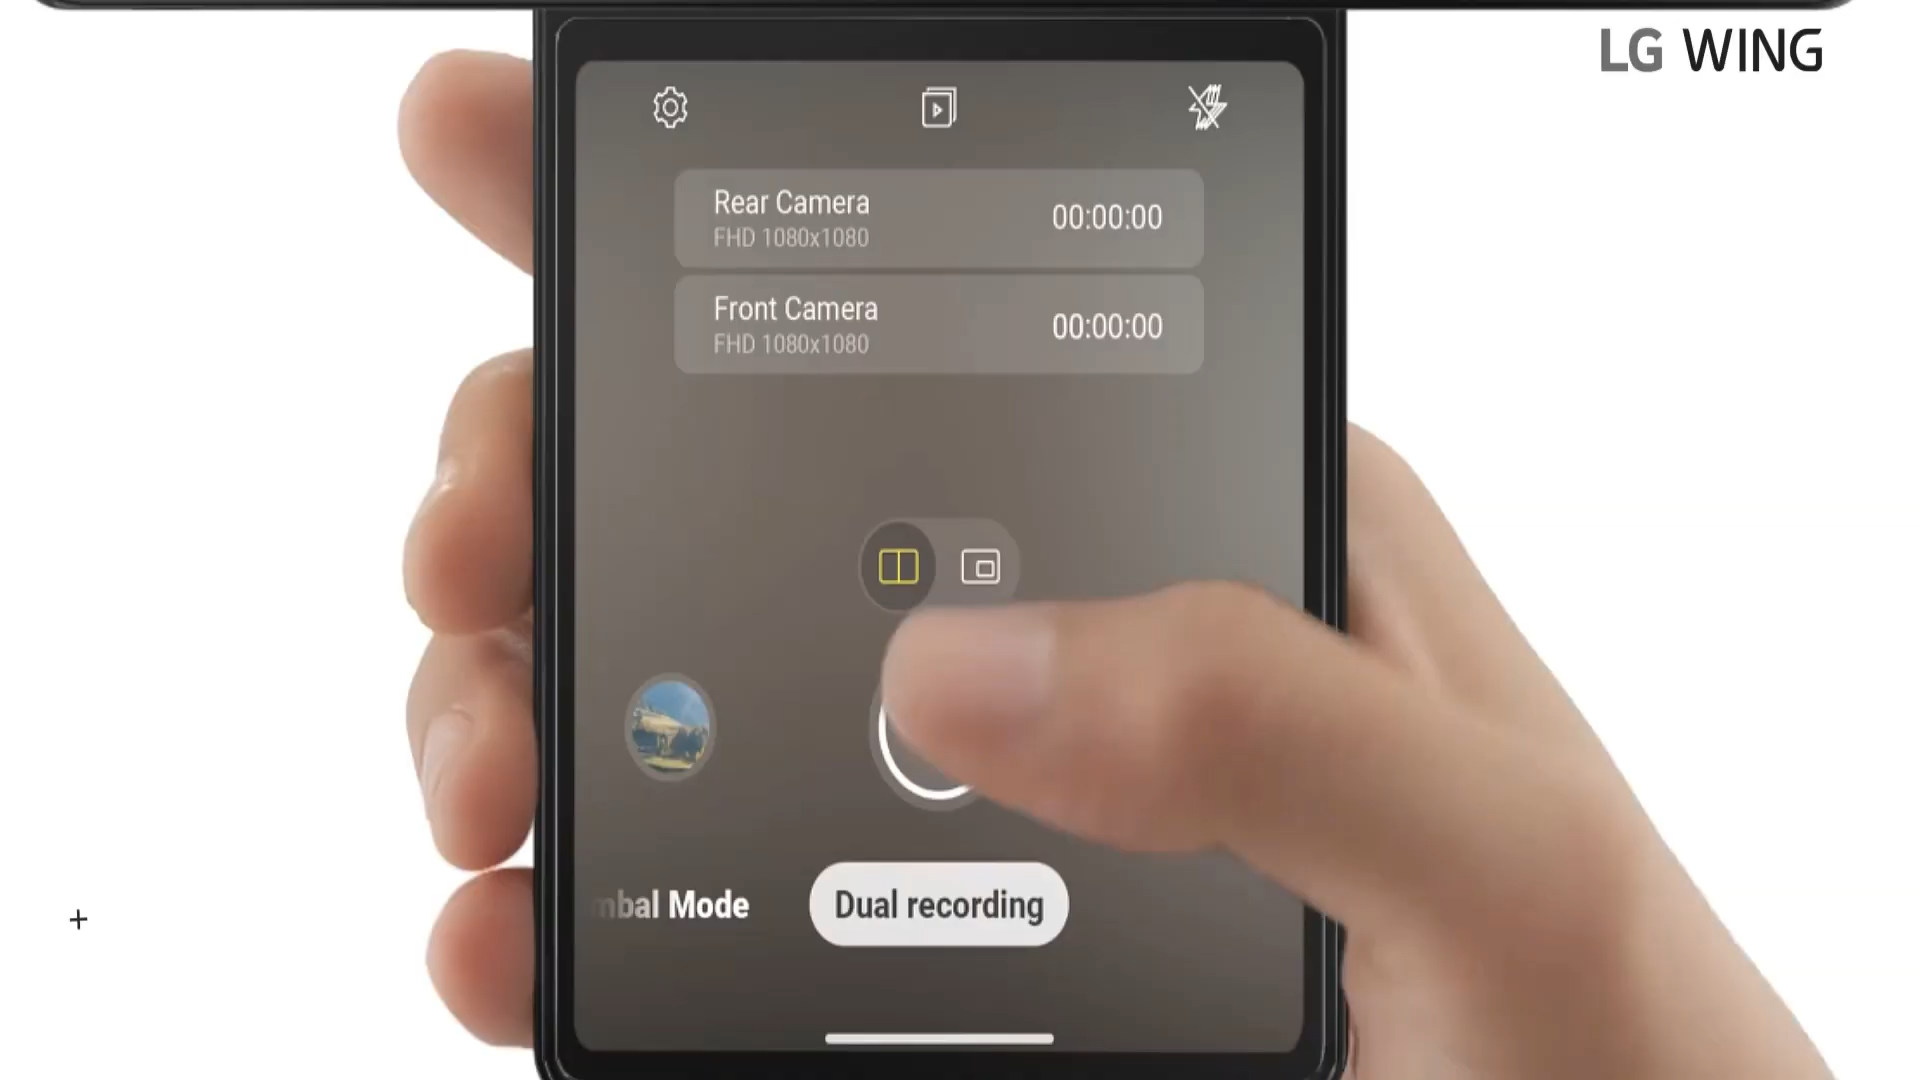 LG WING
Rear Camera
FHD 1080x1080
00:00:00
Front Camera
FHD 1080x1080
00:00:00
mbal Mode
Dual recording